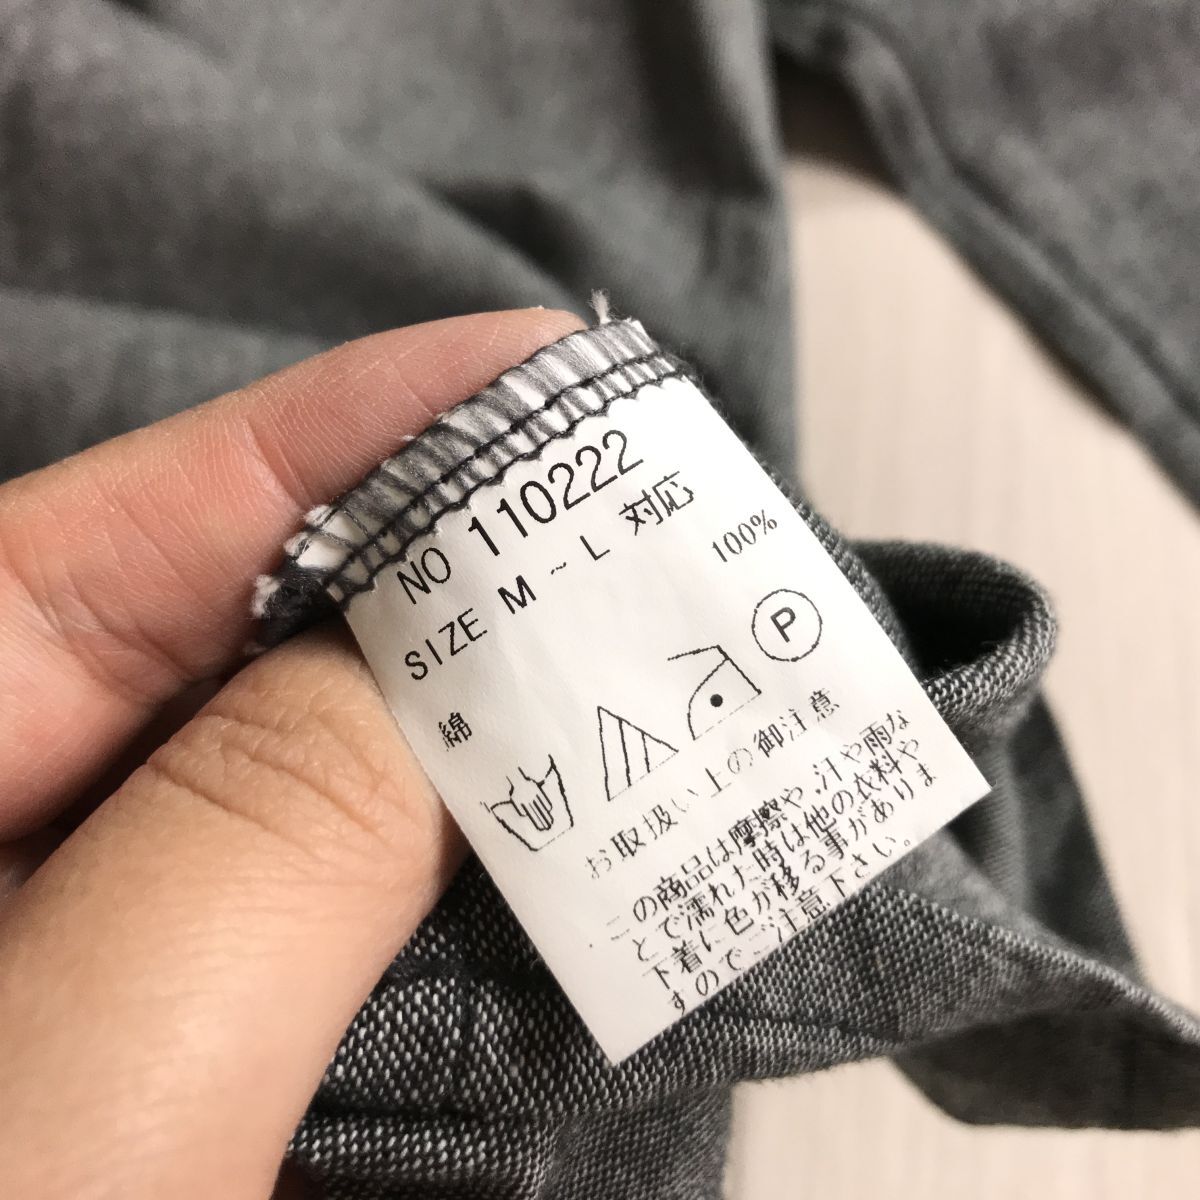 NO 110222
SIZE M ~ L 対応
綿 100%
P
お取扱い上の御注意
この商品は摩擦や、汗や雨な
どで濡れた時は他の衣料や
下着に色が移る事がありま
すのでご注意下さい。